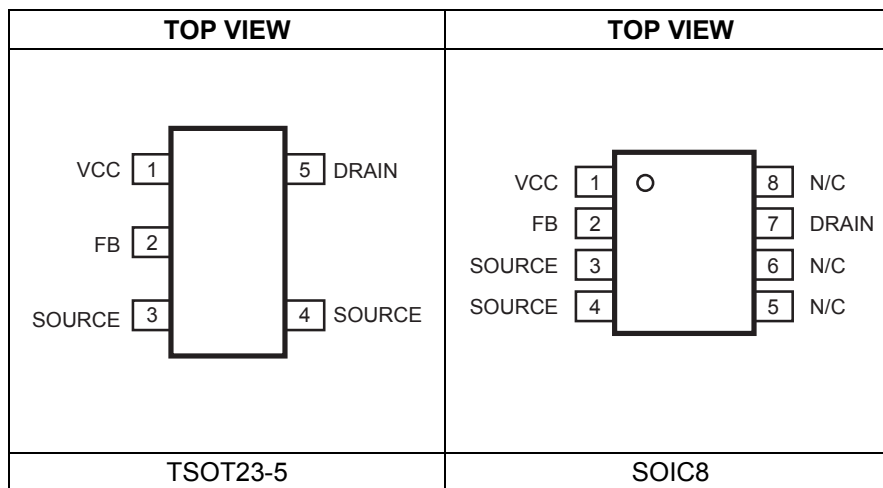 TOP VIEW
TOP VIEW
VCC 1
5 DRAIN
FB 2
SOURCE 3
4 SOURCE
VCC 1
8 N/C
FB 2
7 DRAIN
SOURCE 3
6 N/C
SOURCE 4
5 N/C
TSOT23-5
SOIC8